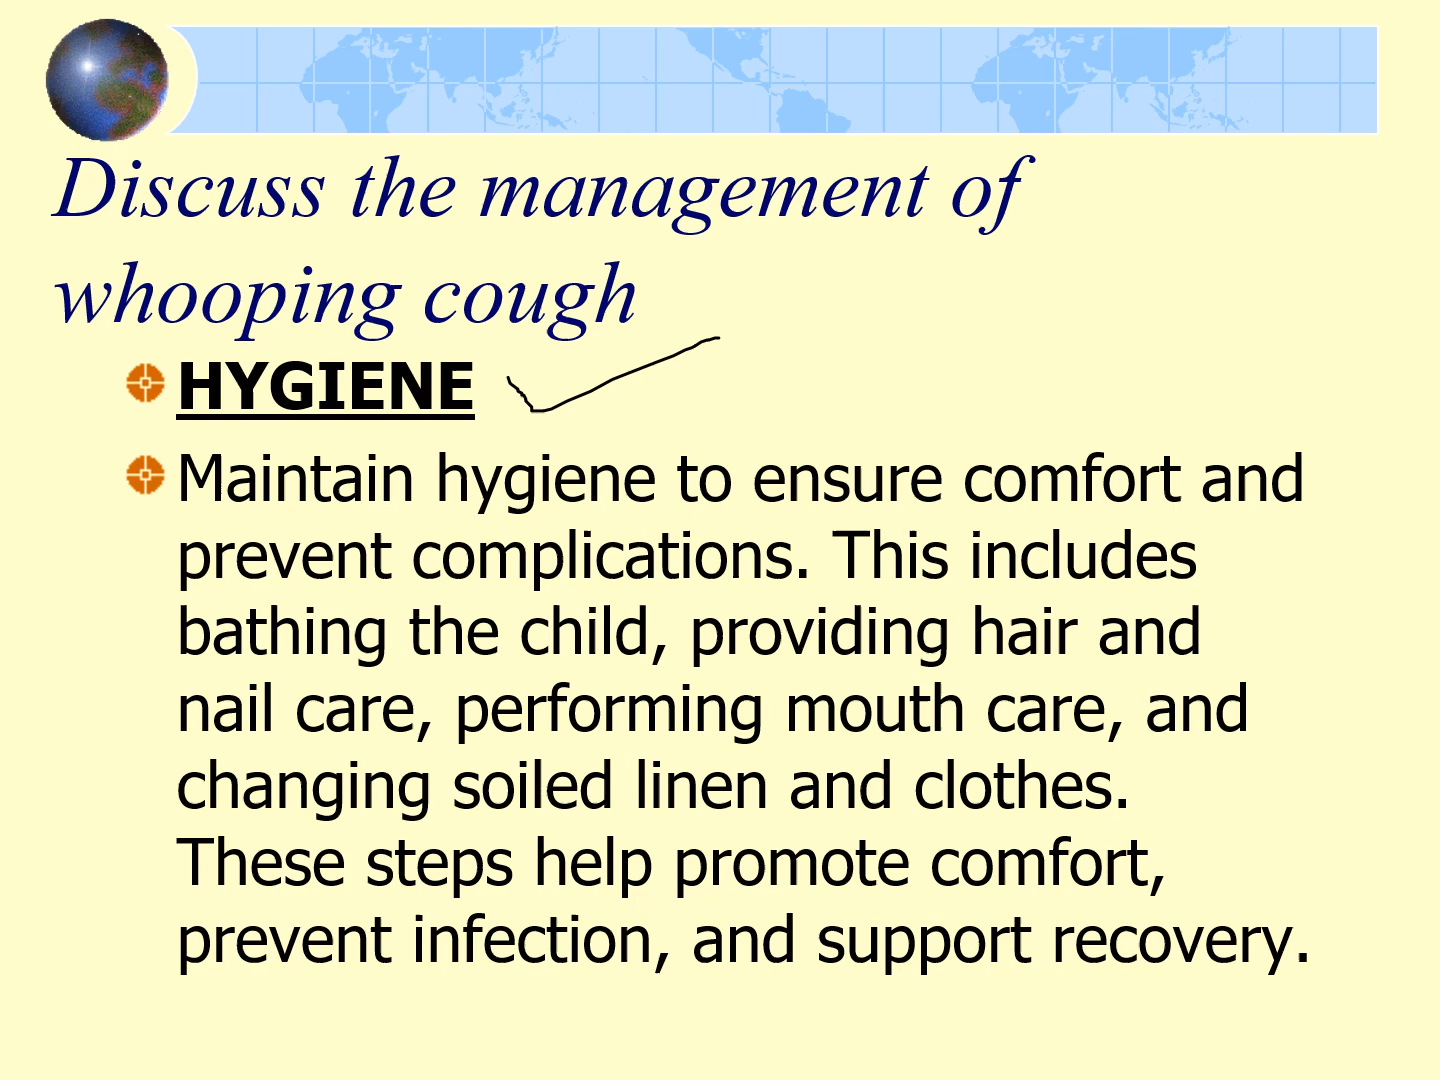 Discuss the management of
whooping cough
HYGIENE
Maintain hygiene to ensure comfort and
prevent complications. This includes
bathing the child, providing hair and
nail care, performing mouth care, and
changing soiled linen and clothes.
These steps help promote comfort,
prevent infection, and support recovery.